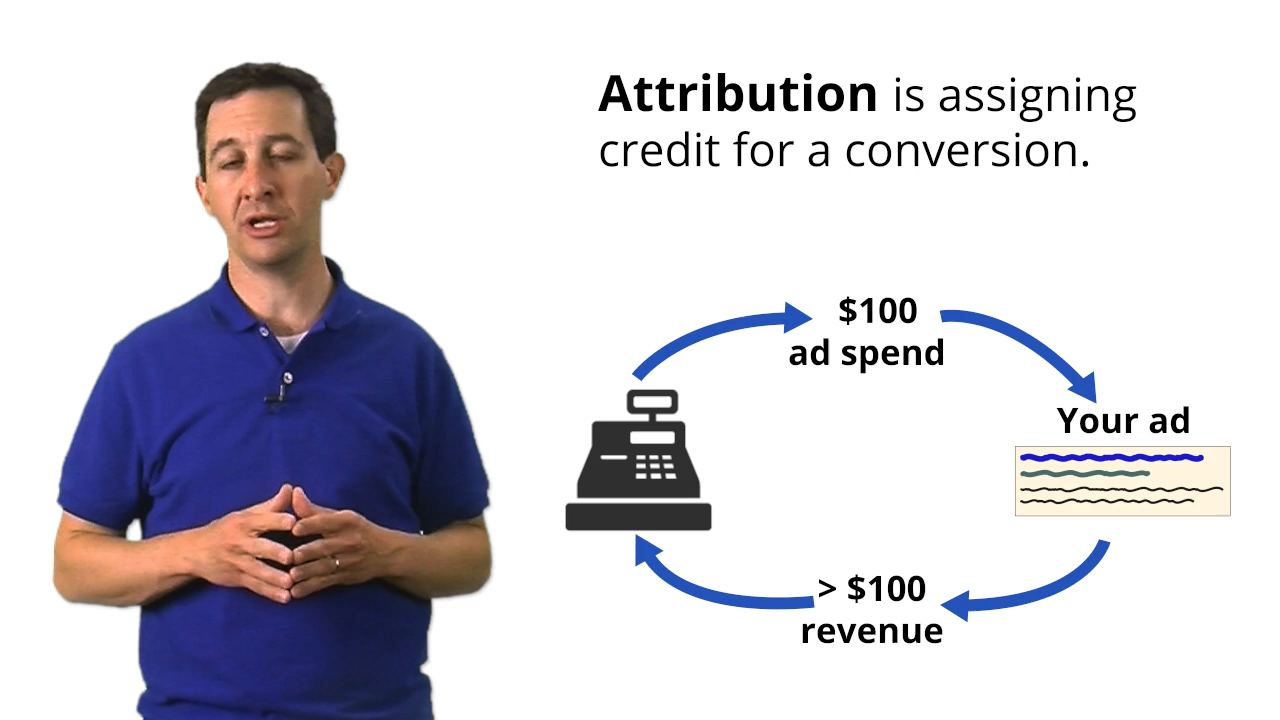 Attribution is assigning
credit for a conversion.
$100
ad spend
Your ad
> $100
revenue